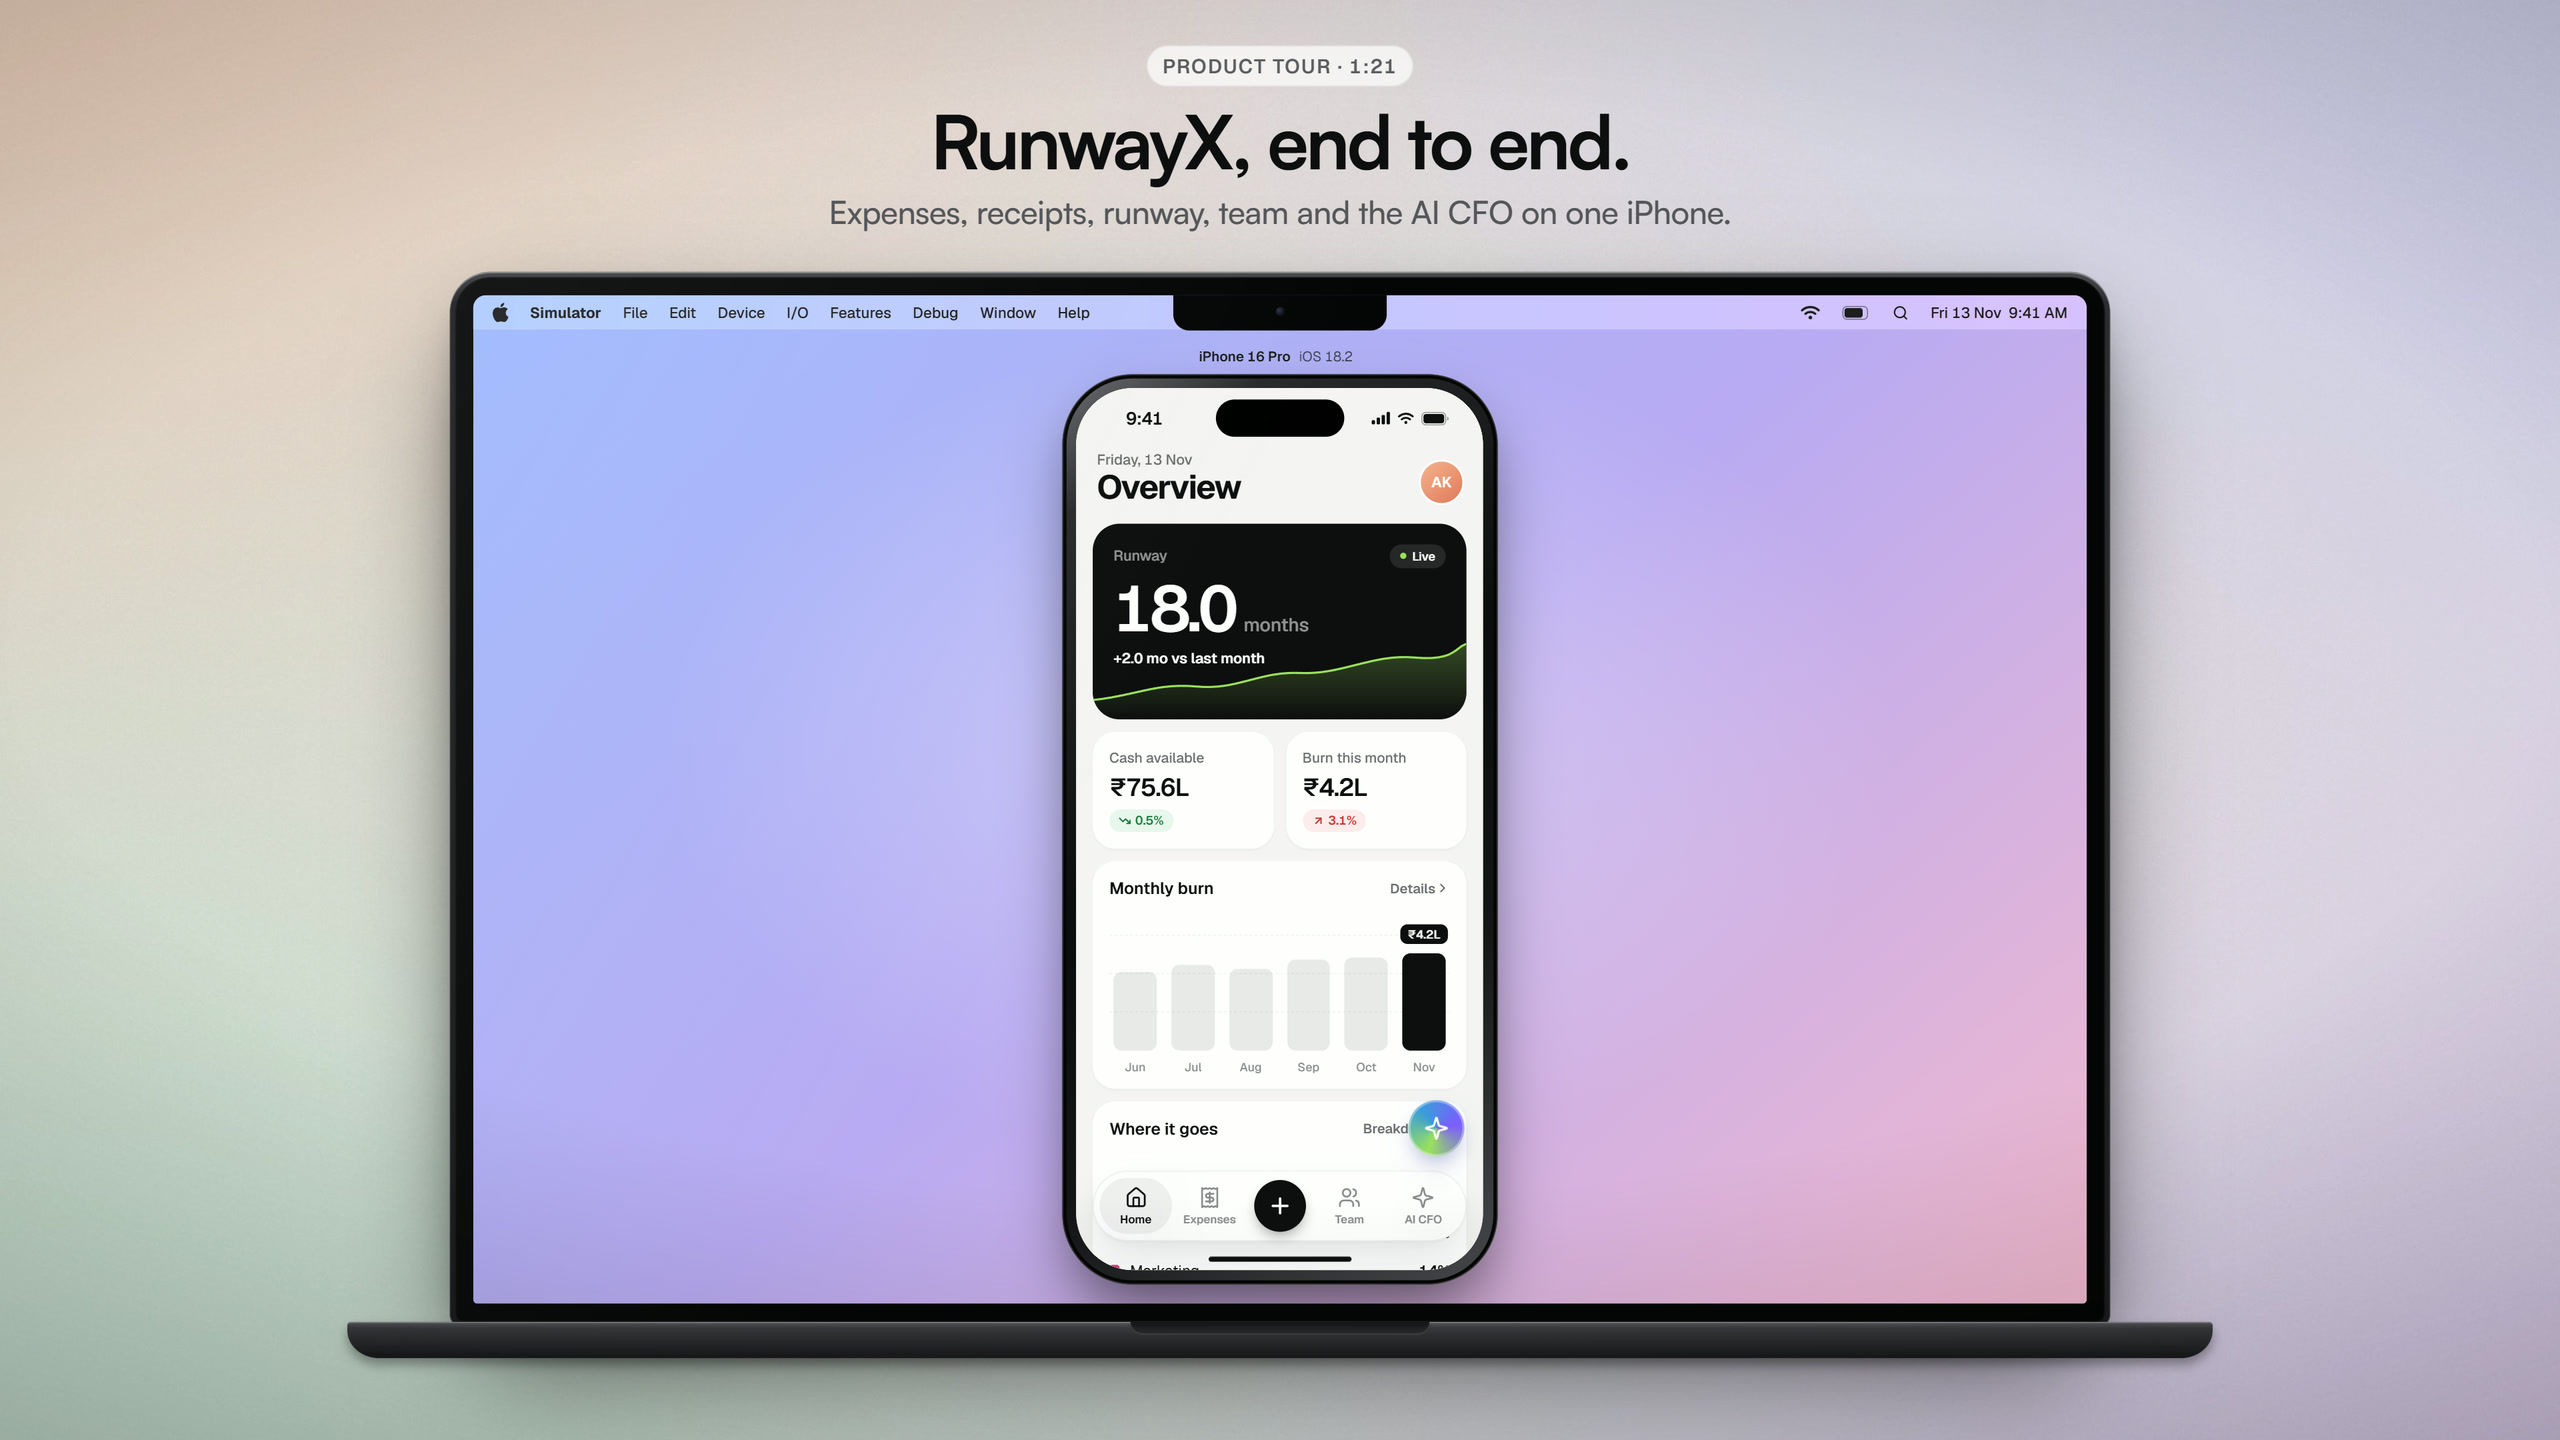 PRODUCT TOUR · 1:21
RunwayX, end to end.
Expenses, receipts, runway, team and the AI CFO on one iPhone.
Simulator File Edit Device I/O Features Debug Window Help
Fri 13 Nov 9:41 AM
iPhone 16 Pro iOS 18.2
9:41
Friday, 13 Nov
Overview
AK
Runway
Live
18.0 months
+2.0 mo vs last month
Cash available
₹75.6L
0.5%
Burn this month
₹4.2L
3.1%
Monthly burn
Details >
₹4.2L
Jun Jul Aug Sep Oct Nov
Where it goes
Breakd
Home Expenses + Team AI CFO
Marketing